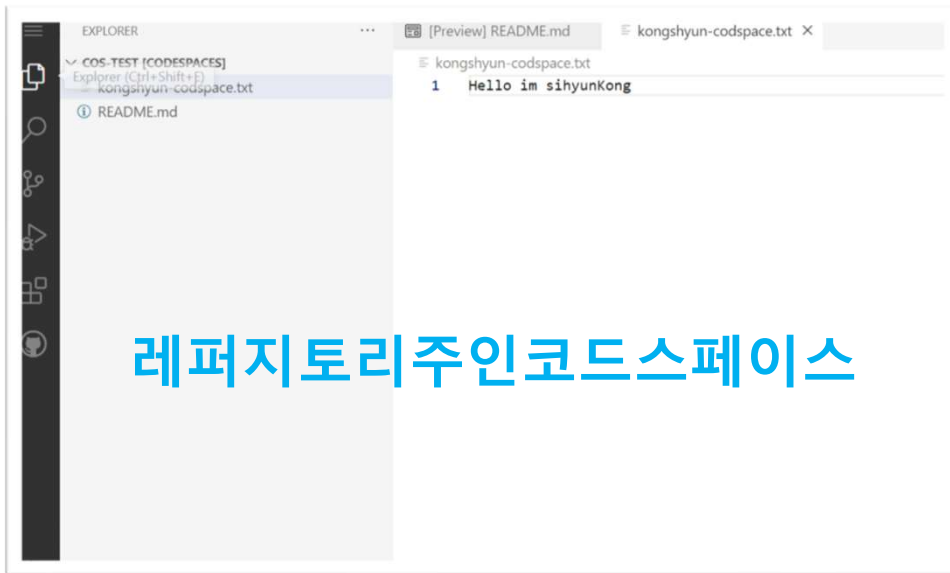 EXPLORER
···
[Preview] README.md
kongshyun-codspace.txt ×
COS-TEST [CODESPACES]
Explorer (Ctrl+Shift+E)
kongshyun-codspace.txt
README.md
kongshyun-codspace.txt
1 Hello im sihyunKong
레퍼지토리주인코드스페이스